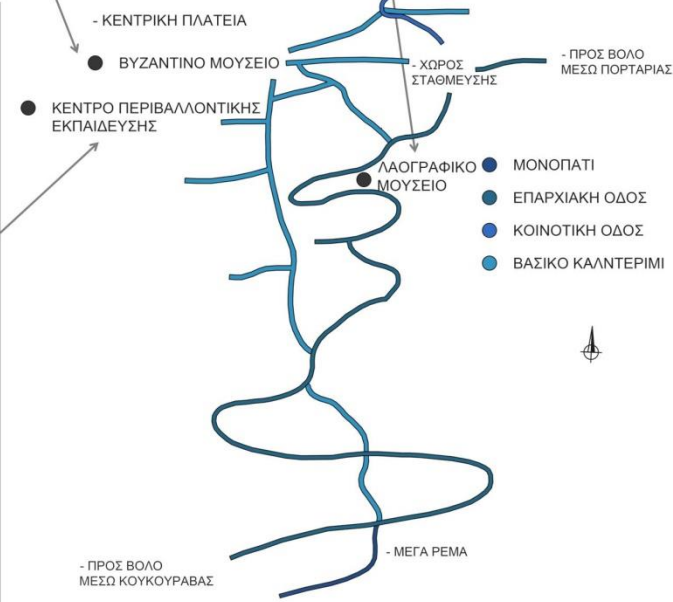 - ΚΕΝΤΡΙΚΗ ΠΛΑΤΕΙΑ
ΒΥΖΑΝΤΙΝΟ ΜΟΥΣΕΙΟ
- ΧΩΡΟΣ
ΣΤΑΘΜΕΥΣΗΣ
- ΠΡΟΣ ΒΟΛΟ
ΜΕΣΩ ΠΟΡΤΑΡΙΑΣ
ΚΕΝΤΡΟ ΠΕΡΙΒΑΛΛΟΝΤΙΚΗΣ
ΕΚΠΑΙΔΕΥΣΗΣ
ΛΑΟΓΡΑΦΙΚΟ
ΜΟΥΣΕΙΟ
ΜΟΝΟΠΑΤΙ
ΕΠΑΡΧΙΑΚΗ ΟΔΟΣ
ΚΟΙΝΟΤΙΚΗ ΟΔΟΣ
ΒΑΣΙΚΟ ΚΑΛΝΤΕΡΙΜΙ
- ΜΕΓΑ ΡΕΜΑ
- ΠΡΟΣ ΒΟΛΟ
ΜΕΣΩ ΚΟΥΚΟΥΡΑΒΑΣ